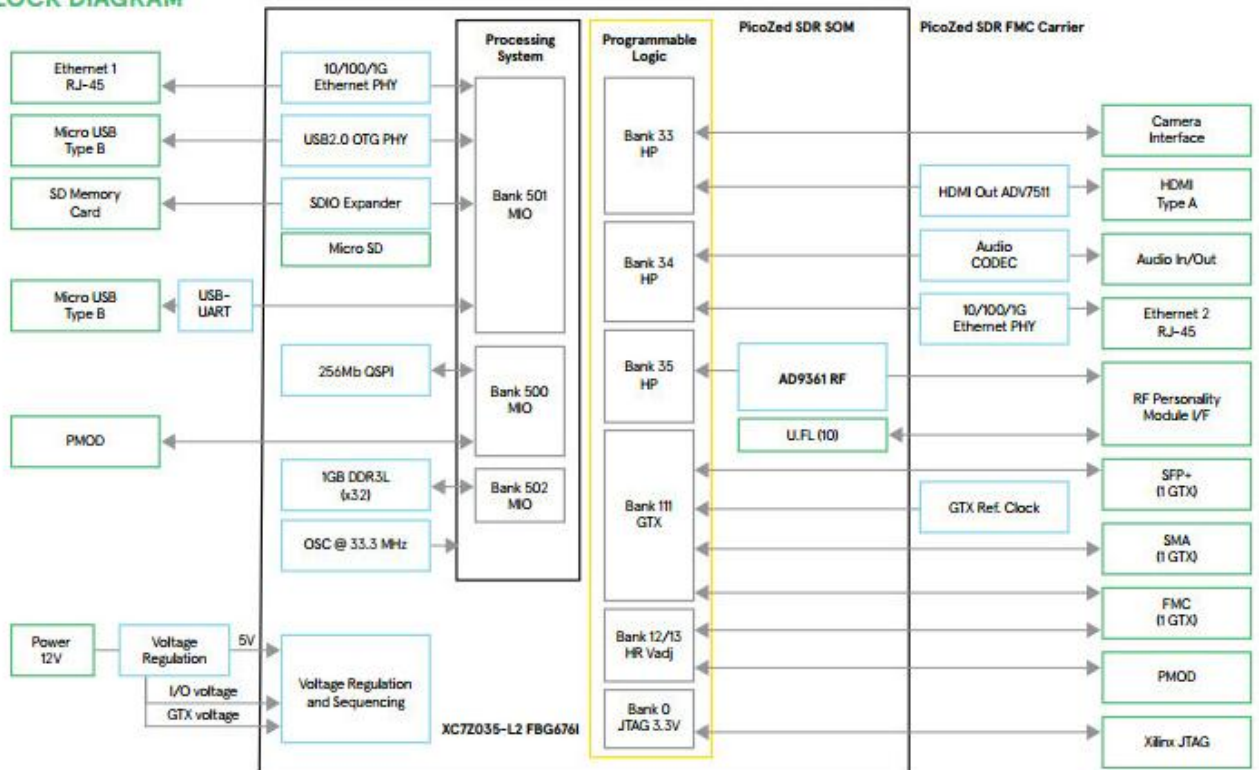 LOCK DIAGRAM
PicoZed SDR SOM
PicoZed SDR FMC Carrier
Processing
System
Programmable
Logic
Ethernet 1
RJ-45
10/100/1G
Ethernet PHY
Micro USB
Type B
USB2.0 OTG PHY
SD Memory
Card
SDIO Expander
Micro SD
Micro USB
Type B
USB-
UART
Bank 501
MIO
256Mb QSPI
Bank 500
MIO
PMOD
1GB DDR3L
(x32)
Bank 502
MIO
OSC @ 33.3 MHz
Power
12V
Voltage
Regulation
5V
I/O voltage
GTX voltage
Voltage Regulation
and Sequencing
XC7Z035-L2 FBG676I
Bank 33
HP
Bank 34
HP
Bank 35
HP
Bank 111
GTX
Bank 12/13
HR Vadj
Bank 0
JTAG 3.3V
AD9361 RF
U.FL (10)
HDMI Out ADV7511
Audio
CODEC
10/100/1G
Ethernet PHY
GTX Ref. Clock
Camera
Interface
HDMI
Type A
Audio In/Out
Ethernet 2
RJ-45
RF Personality
Module I/F
SFP+
(1 GTX)
SMA
(1 GTX)
FMC
(1 GTX)
PMOD
Xilinx JTAG